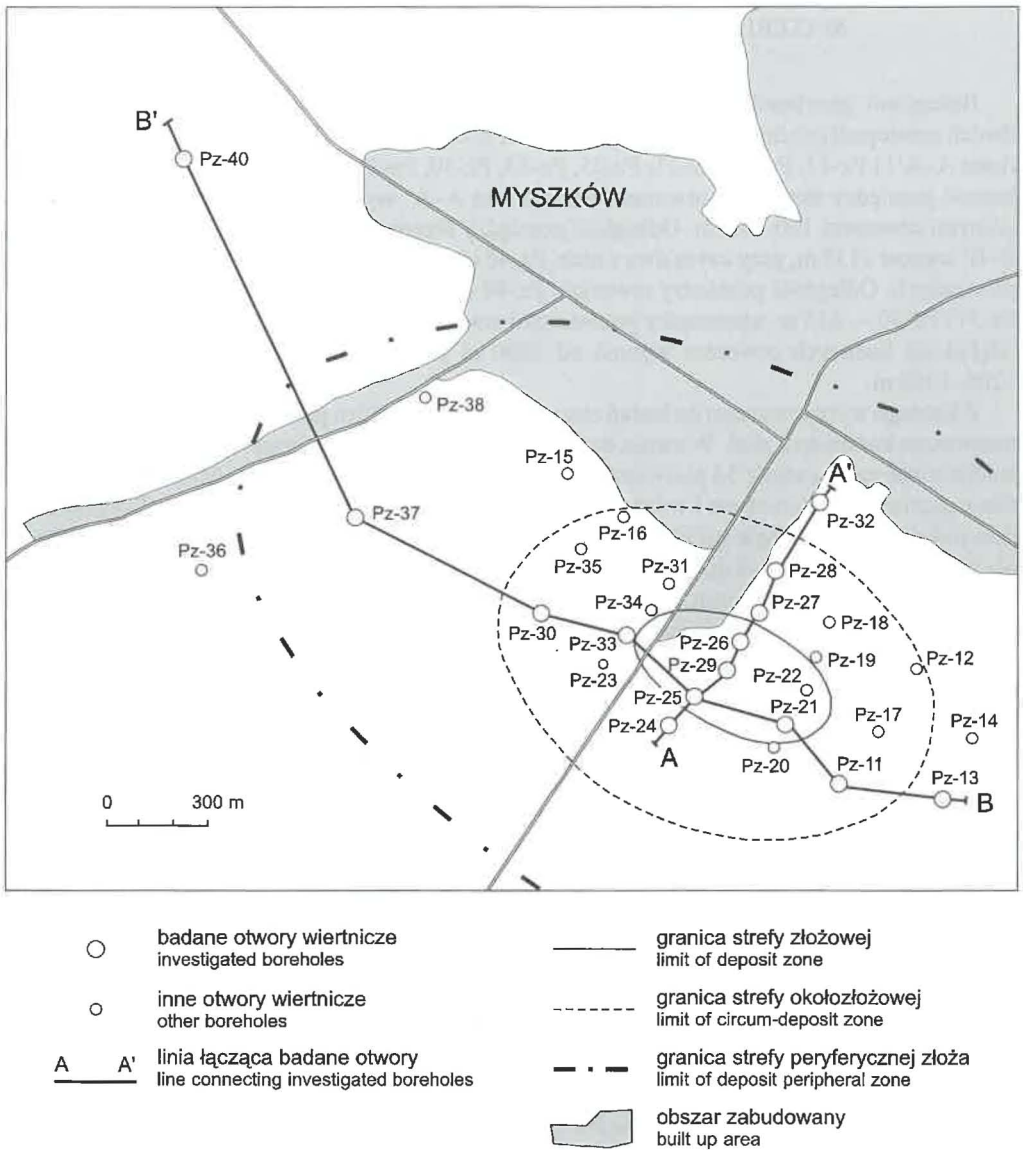 B'
Pz-40
MYSZKÓW
Pz-38
Pz-15
A'
Pz-37
Pz-32
Pz-16
Pz-36
Pz-35
Pz-31
Pz-28
Pz-34
Pz-27
Pz-30
Pz-18
Pz-33
Pz-26
Pz-29
Pz-19
Pz-12
Pz-23
Pz-22
Pz-25
Pz-21
Pz-24
Pz-17
Pz-14
A
Pz-20
Pz-11
Pz-13
B
0 300 m
badane otwory wiertnicze
investigated boreholes
inne otwory wiertnicze
other boreholes
A A' linia łącząca badane otwory
line connecting investigated boreholes
granica strefy złożowej
limit of deposit zone
granica strefy okołozłożowej
limit of circum-deposit zone
granica strefy peryferycznej złoża
limit of deposit peripheral zone
obszar zabudowany
built up area